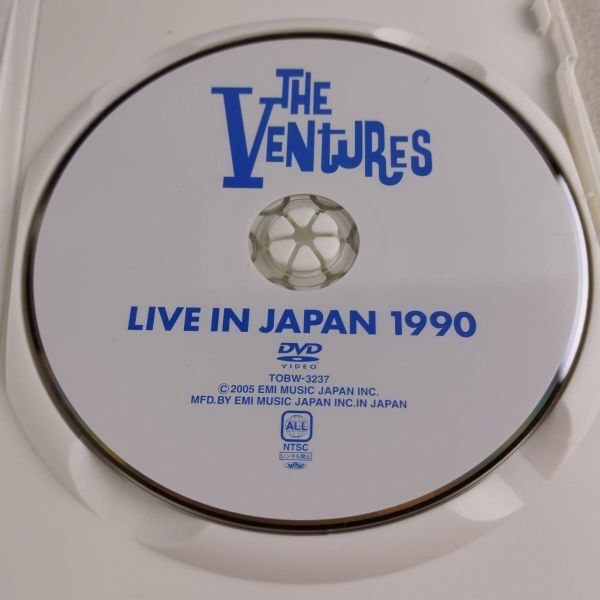 THE
VENTURES
LIVE IN JAPAN 1990
DVD
VIDEO
TOBW-3237
©2005 EMI MUSIC JAPAN INC.
MFD.BY EMI MUSIC JAPAN INC.IN JAPAN
ALL
NTSC
レンタル禁止